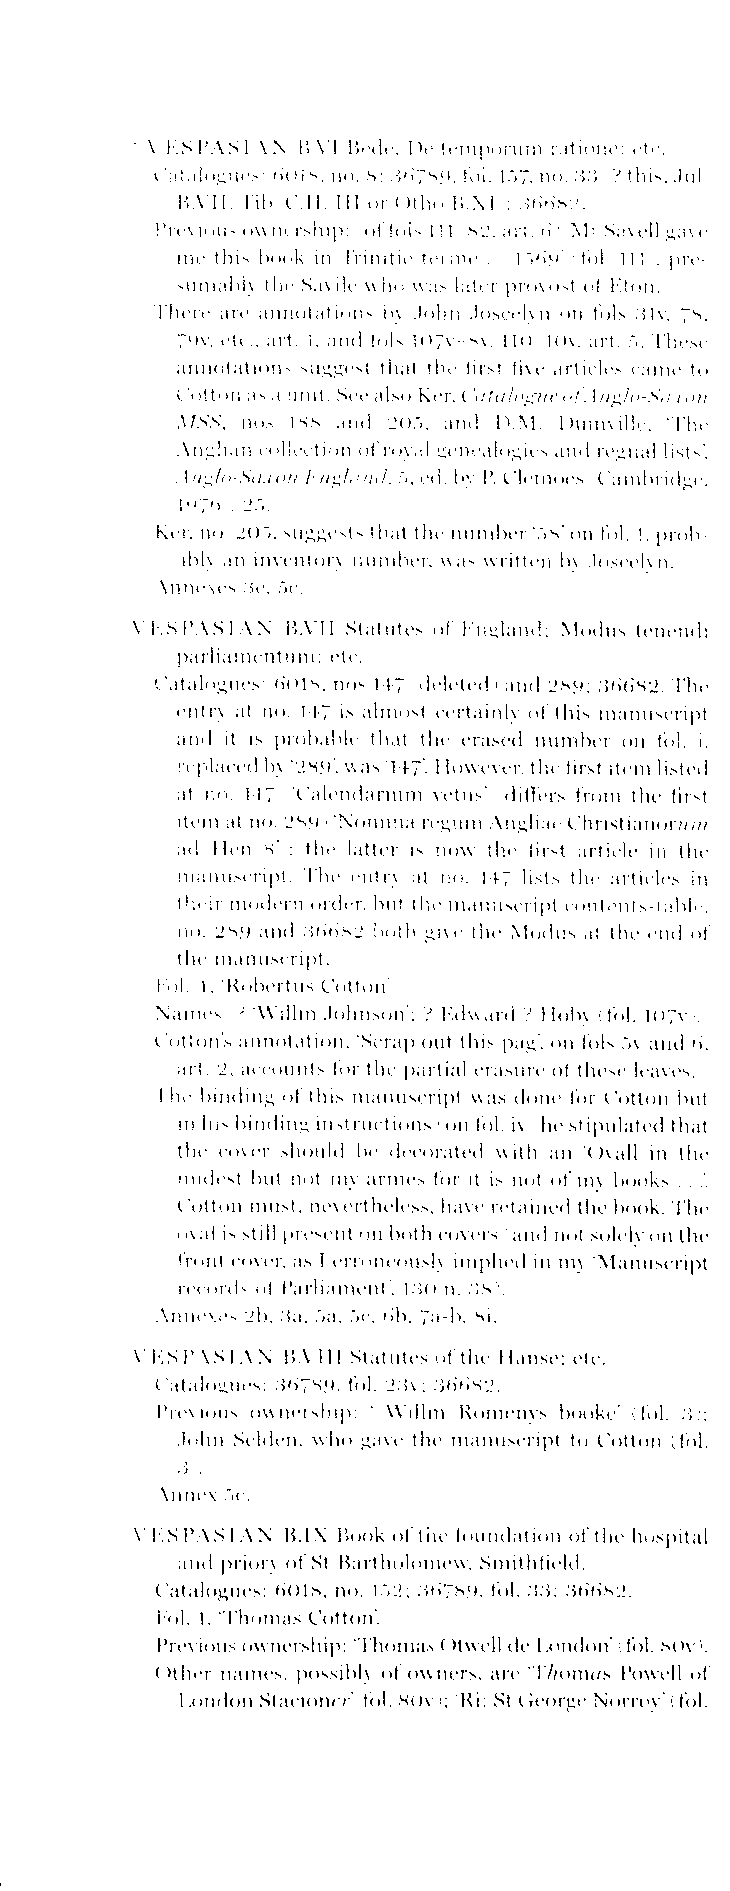 VESPASIAN B.VI Bede, De temporum ratione; etc.
Catalogues: 6018, no. 8; 36789, fol. 157, no. 33 ? this, Jul.
B.VII, Tib. C.II, III or Otho B.XI ; 36682.
Previous ownership: of fols 111–82, art. 6 'Mr Savell gave
me this book in Trinitie terme . . 1569' fol. 111 , pre-
sumably the Savile who was later provost of Eton.
There are annotations by John Joscelyn on fols 31v, 78,
79v, etc., art. 1, and fols 107v–8v, 110–10v, art. 5. These
annotations suggest that the first five articles came to
Cotton as a unit. See also Ker, Catalogue of Anglo-Saxon
MSS, nos 188 and 205, and D.M. Dumville, 'The
Anglian collection of royal genealogies and regnal lists',
Anglo-Saxon England, 5, ed. by P. Clemoes (Cambridge,
1976), 25.
Ker, no. 205, suggests that the number '58' on fol. 1, prob-
ably an inventory number, was written by Joscelyn.
Annexes 3c, 5c.
VESPASIAN B.VII Statutes of England; Modus tenendi
parliamentum; etc.
Catalogues: 6018, nos 147 (deleted) and 289; 36682. The
entry at no. 147 is almost certainly of this manuscript
and it is probable that the erased number on fol. i,
replaced by '289', was '147'. However, the first item listed
at no. 147 'Calendarium vetus' differs from the first
item at no. 289 ('Nomina regum Angliae Christianorum
ad Hen 8') ; the latter is now the first article in the
manuscript. The entry at no. 147 lists the articles in
their modern order, but the manuscript contents-table,
no. 289 and 36682 both give the Modus at the end of
the manuscript.
Fol. 1, 'Robertus Cotton'
Names: ? 'Willm Johnson'; ? Edward ? Hoby (fol. 107v).
Cotton's annotation, 'Scrap out this pag', on fols 5v and 6,
art. 2, accounts for the partial erasure of these leaves.
The binding of this manuscript was done for Cotton but
in his binding instructions (on fol. iv) he stipulated that
the cover should be decorated with an 'Ovall in the
midest but not my armes for it is not of my books . . .'
Cotton must, nevertheless, have retained the book. The
oval is still present on both covers (and not solely on the
front cover, as I erroneously implied in my 'Manuscript
records of Parliament', 130 n. 38).
Annexes 2b, 3a, 5a, 5c, 6b, 7a-b, 8i.
VESPASIAN B.VIII Statutes of the Hanse; etc.
Catalogues: 36789, fol. 23v; 36682.
Previous ownership: ' Willm Romenys booke' (fol. 3);
John Selden, who gave the manuscript to Cotton (fol.
3).
Annex 5c.
VESPASIAN B.IX Book of the foundation of the hospital
and priory of St Bartholomew, Smithfield.
Catalogues: 6018, no. 152; 36789, fol. 33; 36682.
Fol. 1, 'Thomas Cotton'.
Previous ownership: 'Thomas Otwell de London' (fol. 80v).
Other names, possibly of owners, are 'Thomas Powell of
London Stacioner' fol. 80v); 'Ri: St George Norrey' (fol.